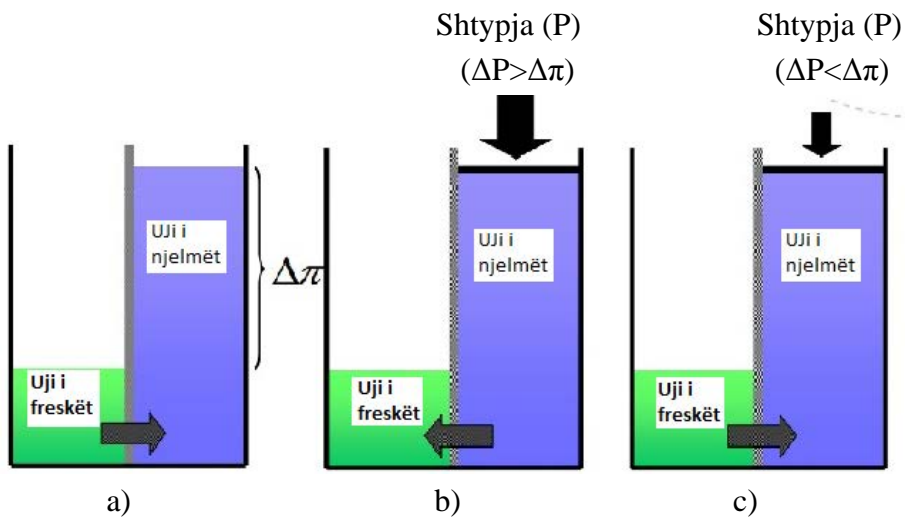 Shtypja (P)
(ΔP>Δπ)
Shtypja (P)
(ΔP<Δπ)
UJi i
njelmët
Δπ
Uji i
freskët
UJi i
njelmët
Uji i
freskët
UJi i
njelmët
Uji i
freskët
a)
b)
c)